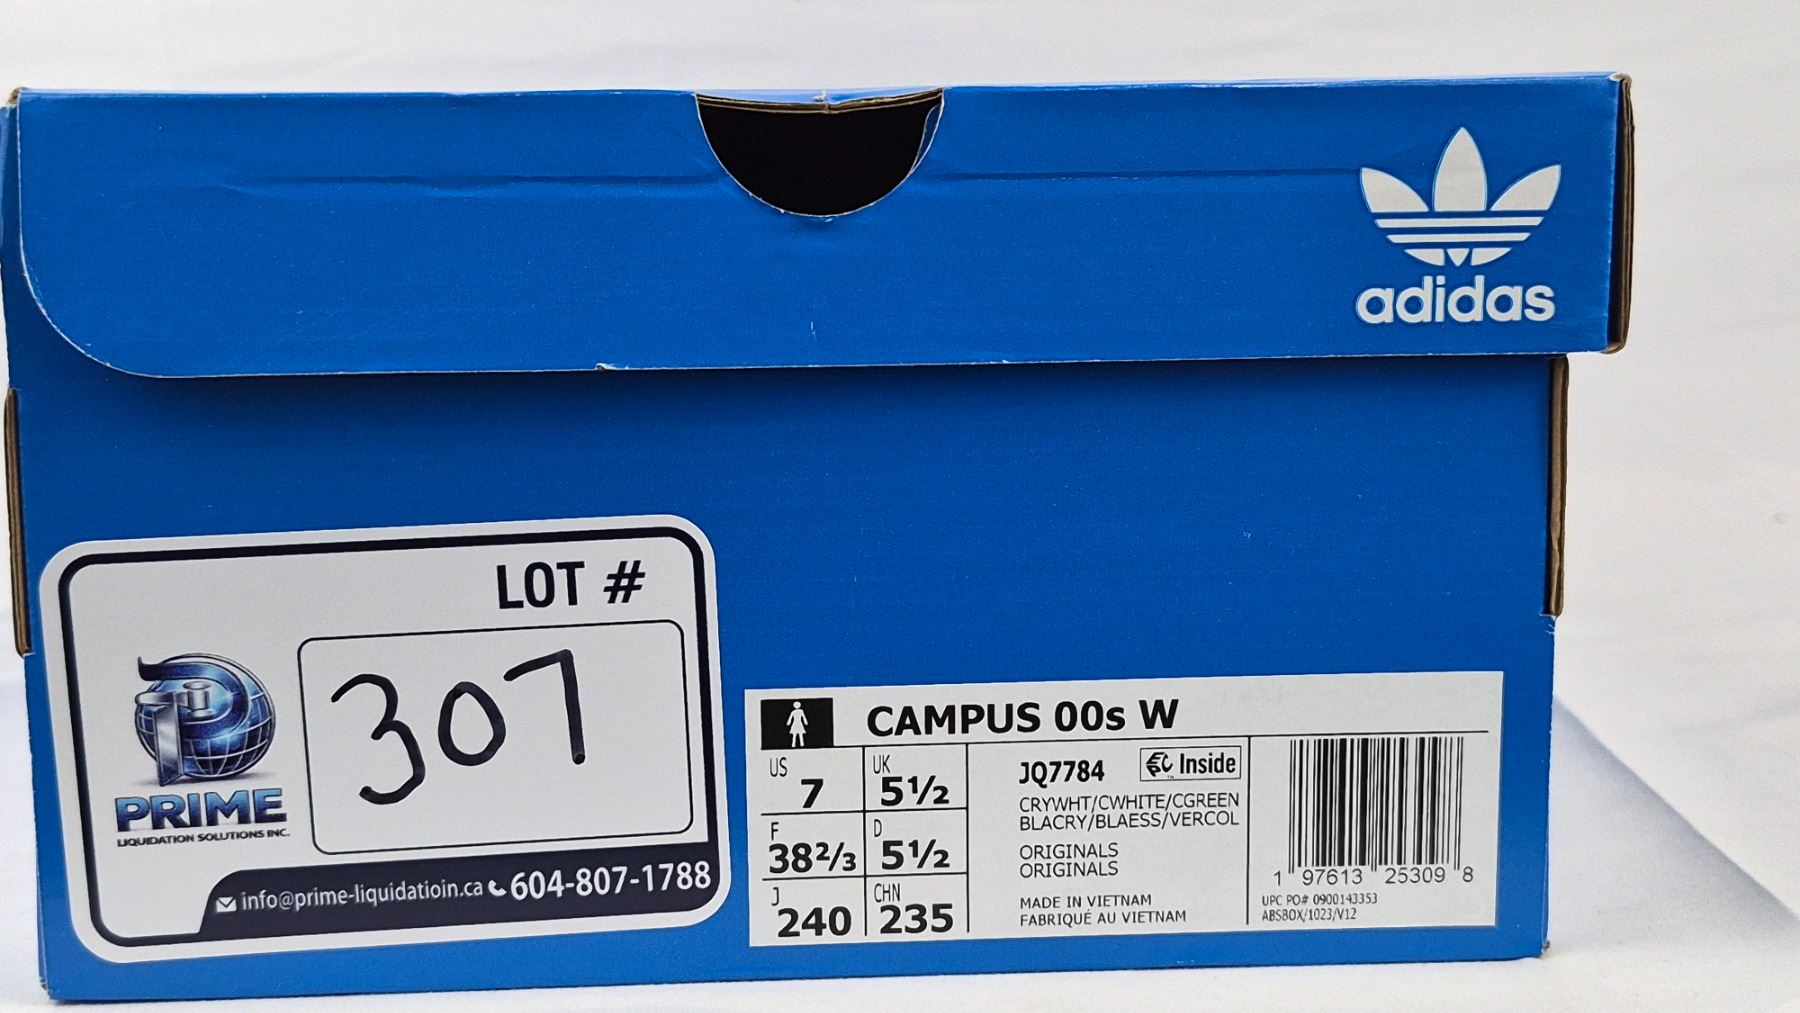 adidas
LOT #
307
PRIME
LIQUIDATION SOLUTIONS INC.
info@prime-liquidatioin.ca 604-807-1788
CAMPUS 00s W
US 7
UK 5½
F 38⅔
D 5½
J 240
CHN 235
JQ7784
Inside
CRYWHT/CWHITE/CGREEN
BLACRY/BLAESS/VERCOL
ORIGINALS
ORIGINALS
MADE IN VIETNAM
FABRIQUÉ AU VIETNAM
1 97613 25309 8
UPC PO# 0900143353
ABSBOX/1023/V12